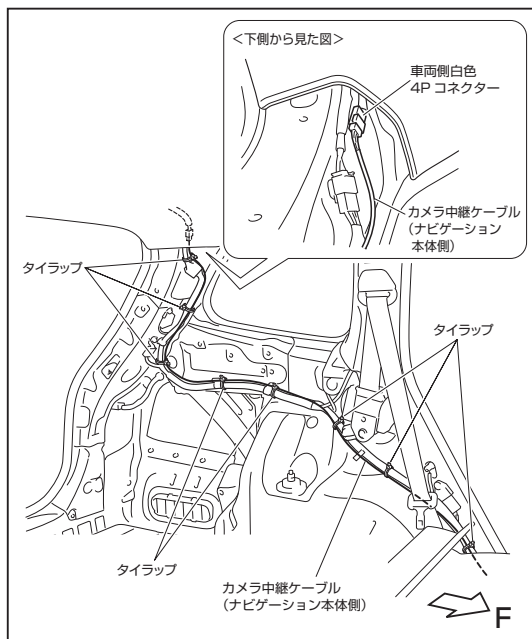 ＜下側から見た図＞
車両側白色
4P コネクター
カメラ中継ケーブル
（ナビゲーション
本体側）
タイラップ
タイラップ
タイラップ
カメラ中継ケーブル
（ナビゲーション本体側）
F